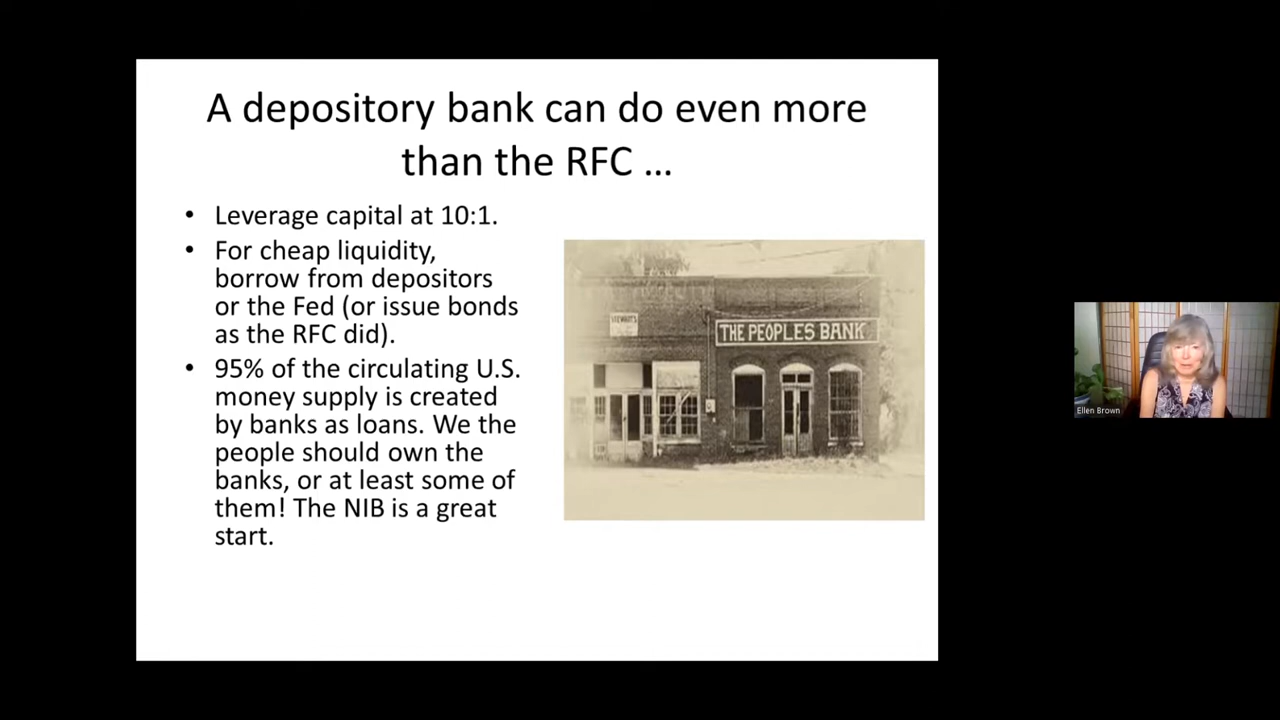 A depository bank can do even more
than the RFC ...
• Leverage capital at 10:1.
• For cheap liquidity,
borrow from depositors
or the Fed (or issue bonds
as the RFC did).
• 95% of the circulating U.S.
money supply is created
by banks as loans. We the
people should own the
banks, or at least some of
them! The NIB is a great
start.
STEWART'S
THE PEOPLES BANK
Ellen Brown